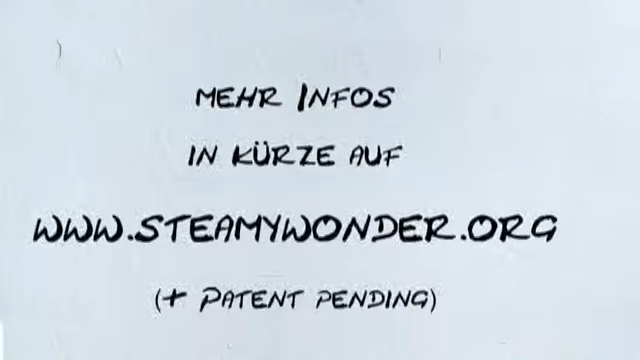 MEHR INFOS
IN KÜRZE AUF
WWW.STEAMYWONDER.ORG
(+ PATENT PENDING)